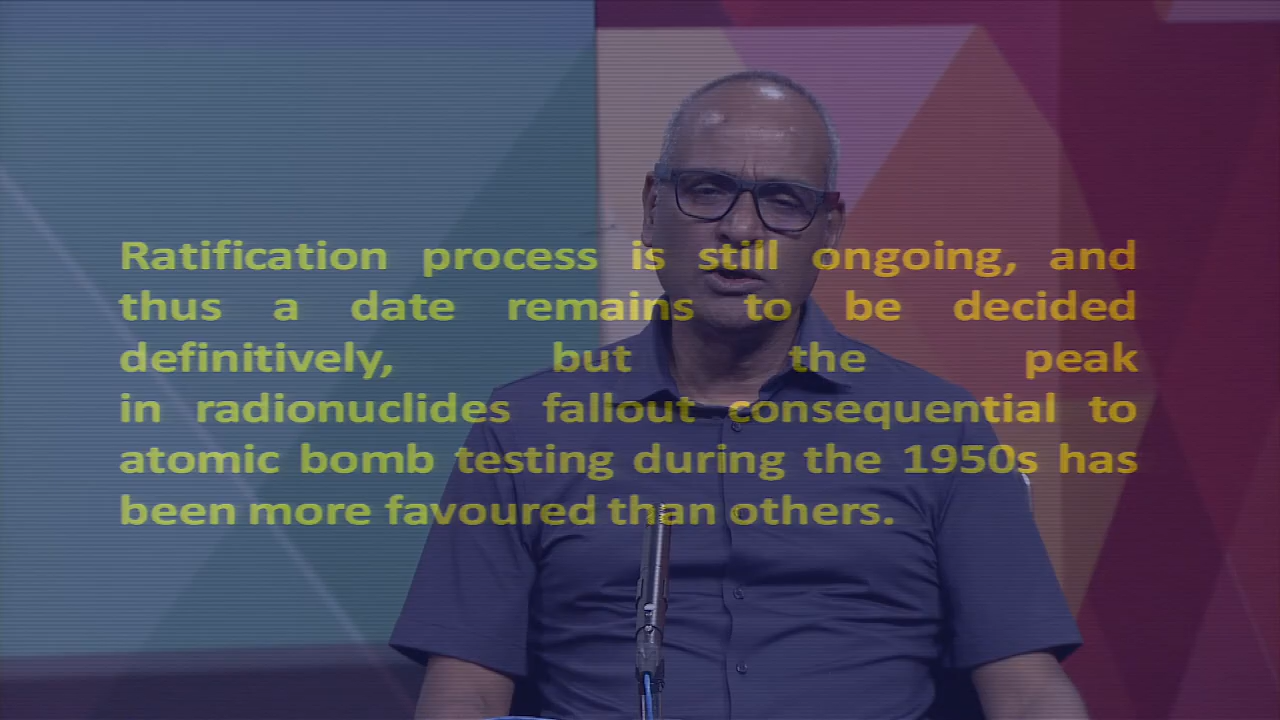 Ratification process is still ongoing, and
thus a date remains to be decided
definitively, but the peak
in radionuclides fallout consequential to
atomic bomb testing during the 1950s has
been more favoured than others.